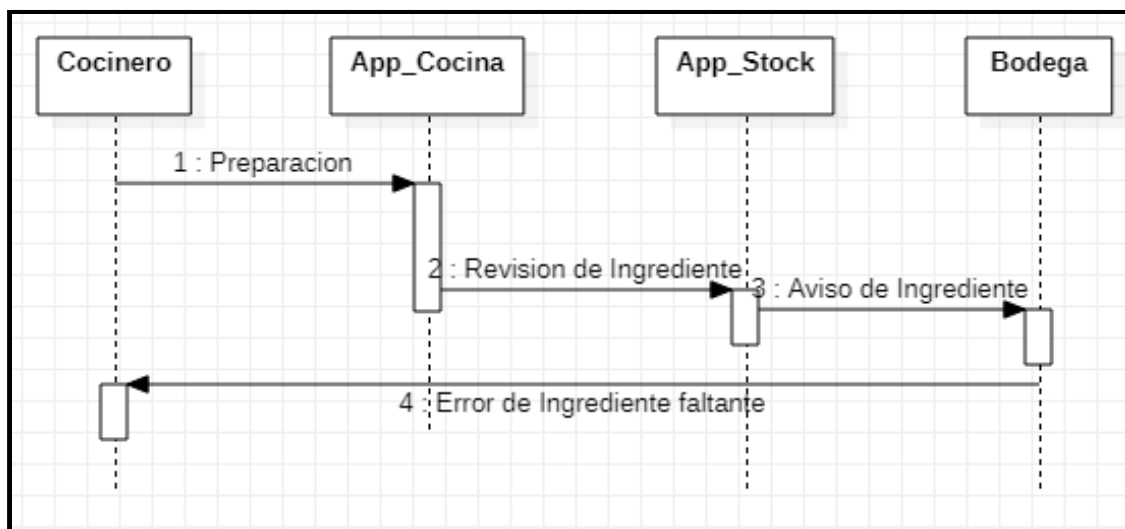 Cocinero
App_Cocina
App_Stock
Bodega
1 : Preparacion
2 : Revision de Ingrediente
3 : Aviso de Ingrediente
4 : Error de Ingrediente faltante